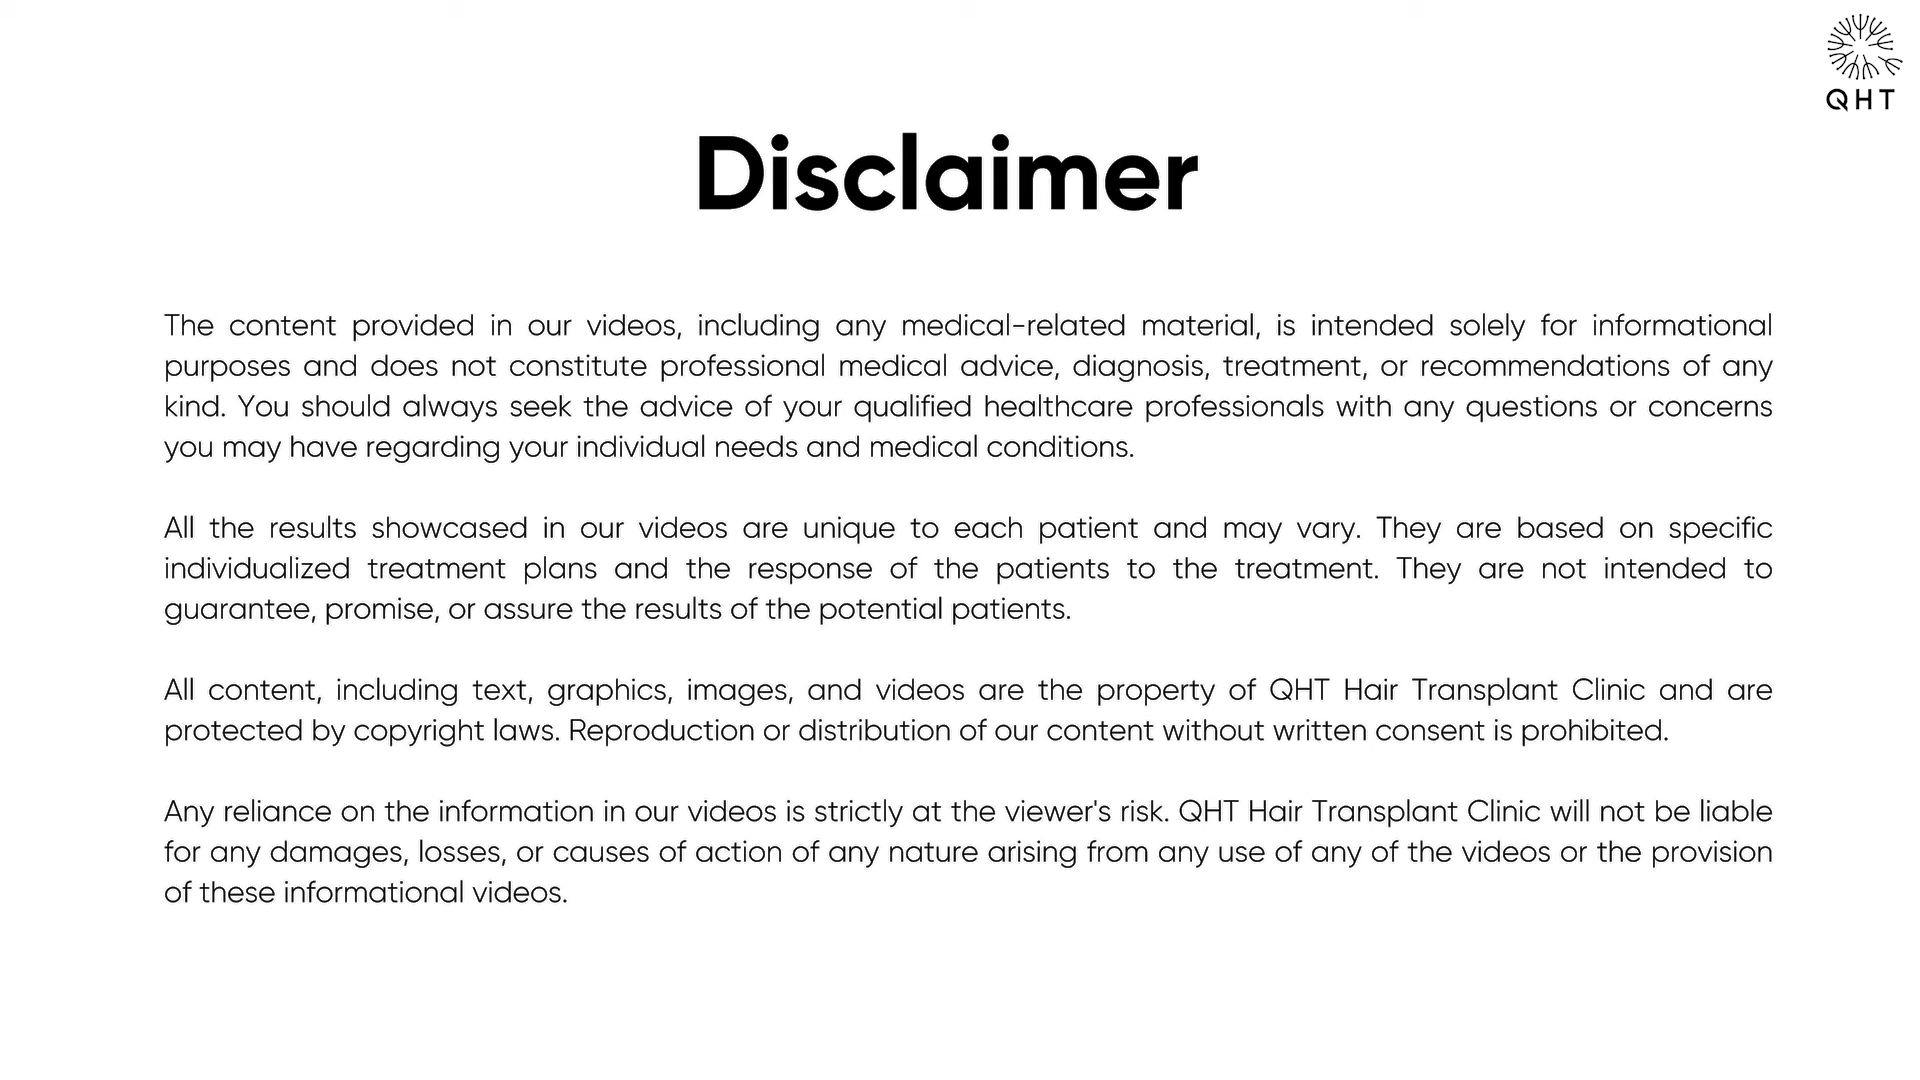 QHT
Disclaimer
The content provided in our videos, including any medical-related material, is intended solely for informational
purposes and does not constitute professional medical advice, diagnosis, treatment, or recommendations of any
kind. You should always seek the advice of your qualified healthcare professionals with any questions or concerns
you may have regarding your individual needs and medical conditions.
All the results showcased in our videos are unique to each patient and may vary. They are based on specific
individualized treatment plans and the response of the patients to the treatment. They are not intended to
guarantee, promise, or assure the results of the potential patients.
All content, including text, graphics, images, and videos are the property of QHT Hair Transplant Clinic and are
protected by copyright laws. Reproduction or distribution of our content without written consent is prohibited.
Any reliance on the information in our videos is strictly at the viewer's risk. QHT Hair Transplant Clinic will not be liable
for any damages, losses, or causes of action of any nature arising from any use of any of the videos or the provision
of these informational videos.